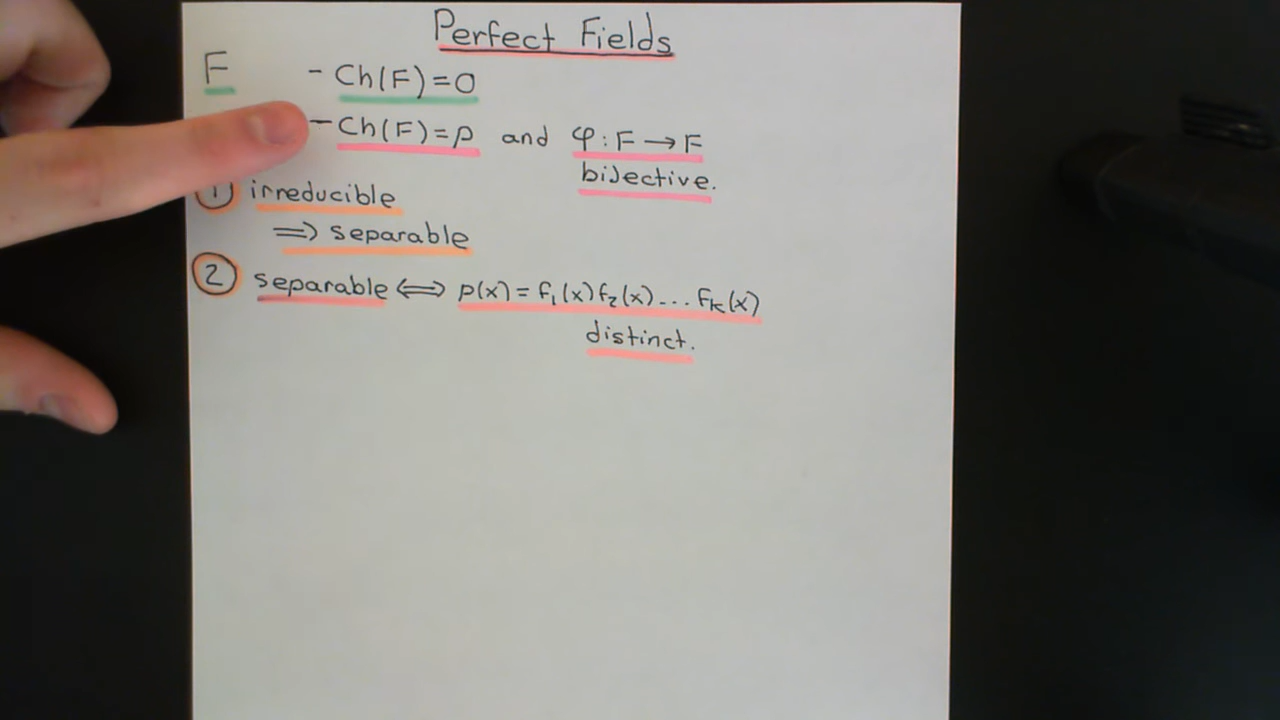 Perfect Fields
F - Ch(F)=0
- Ch(F)=p and φ:F→F
bijective.
① irreducible
⇒ separable
② separable ⟺ p(x)=f₁(x)f₂(x)...fₖ(x)
distinct.